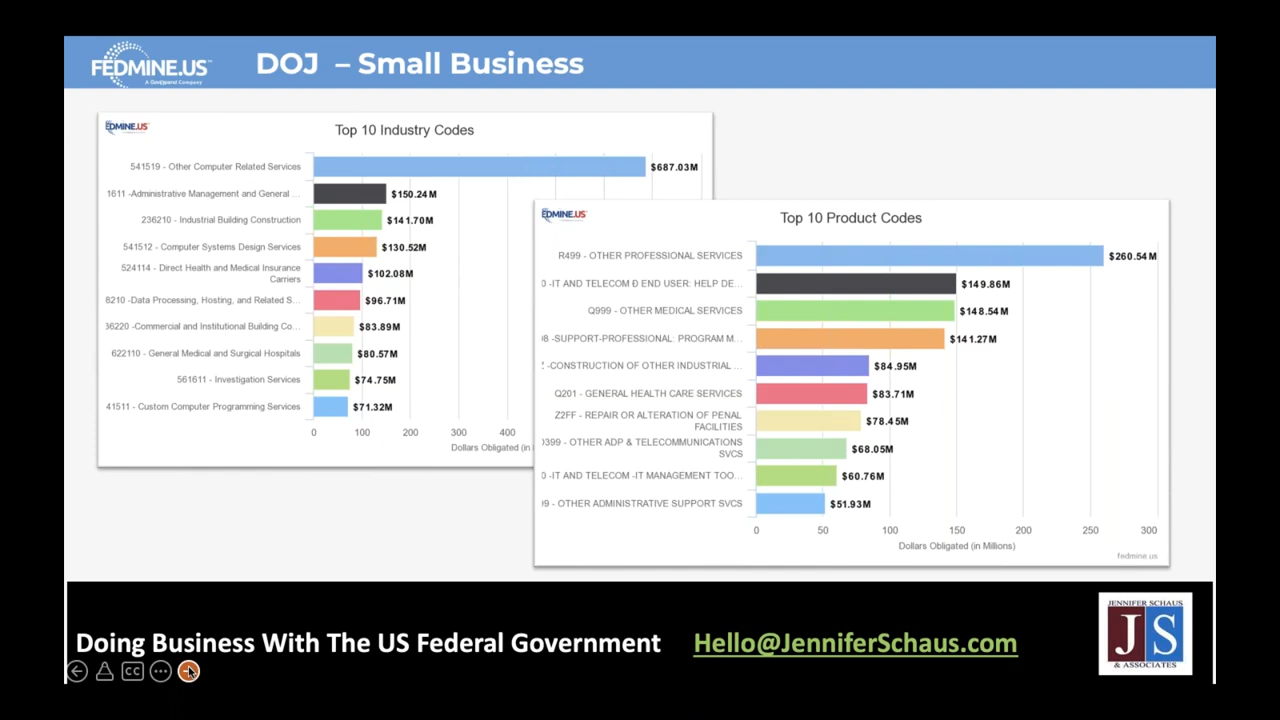 FEDMINE.US™
A GovSpend Company
DOJ – Small Business
EDMINE.US
Top 10 Industry Codes
541519 - Other Computer Related Services
$687.03M
1611 -Administrative Management and General ...
$150.24M
236210 - Industrial Building Construction
$141.70M
541512 - Computer Systems Design Services
$130.52M
524114 - Direct Health and Medical Insurance
Carriers
$102.08M
8210 -Data Processing, Hosting, and Related S...
$96.71M
36220 -Commercial and Institutional Building Co...
$83.89M
622110 - General Medical and Surgical Hospitals
$80.57M
561611 - Investigation Services
$74.75M
41511 - Custom Computer Programming Services
$71.32M
0 100 200 300 400
Dollars Obligated (in
EDMINE.US
Top 10 Product Codes
R499 - OTHER PROFESSIONAL SERVICES
$260.54M
0 -IT AND TELECOM Ð END USER: HELP DE...
$149.86M
Q999 - OTHER MEDICAL SERVICES
$148.54M
98 -SUPPORT-PROFESSIONAL: PROGRAM M...
$141.27M
-CONSTRUCTION OF OTHER INDUSTRIAL ...
$84.95M
Q201 - GENERAL HEALTH CARE SERVICES
$83.71M
Z2FF - REPAIR OR ALTERATION OF PENAL
FACILITIES
$78.45M
0399 - OTHER ADP & TELECOMMUNICATIONS
SVCS
$68.05M
0 -IT AND TELECOM -IT MANAGEMENT TOO...
$60.76M
99 - OTHER ADMINISTRATIVE SUPPORT SVCS
$51.93M
0 50 100 150 200 250 300
Dollars Obligated (in Millions)
fedmine.us
Doing Business With The US Federal Government
Hello@JenniferSchaus.com
JENNIFER SCHAUS
J S
& ASSOCIATES
CC